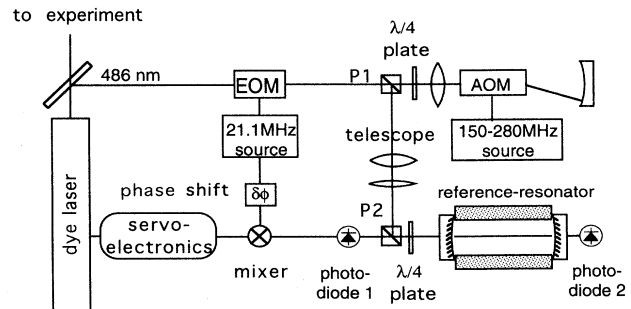 to experiment
λ/4
plate
486 nm
EOM
P1
AOM
21.1MHz
source
telescope
150-280MHz
source
phase shift
δϕ
P2
reference-resonator
dye laser
servo-
electronics
mixer
photo-
diode 1
λ/4
plate
photo-
diode 2